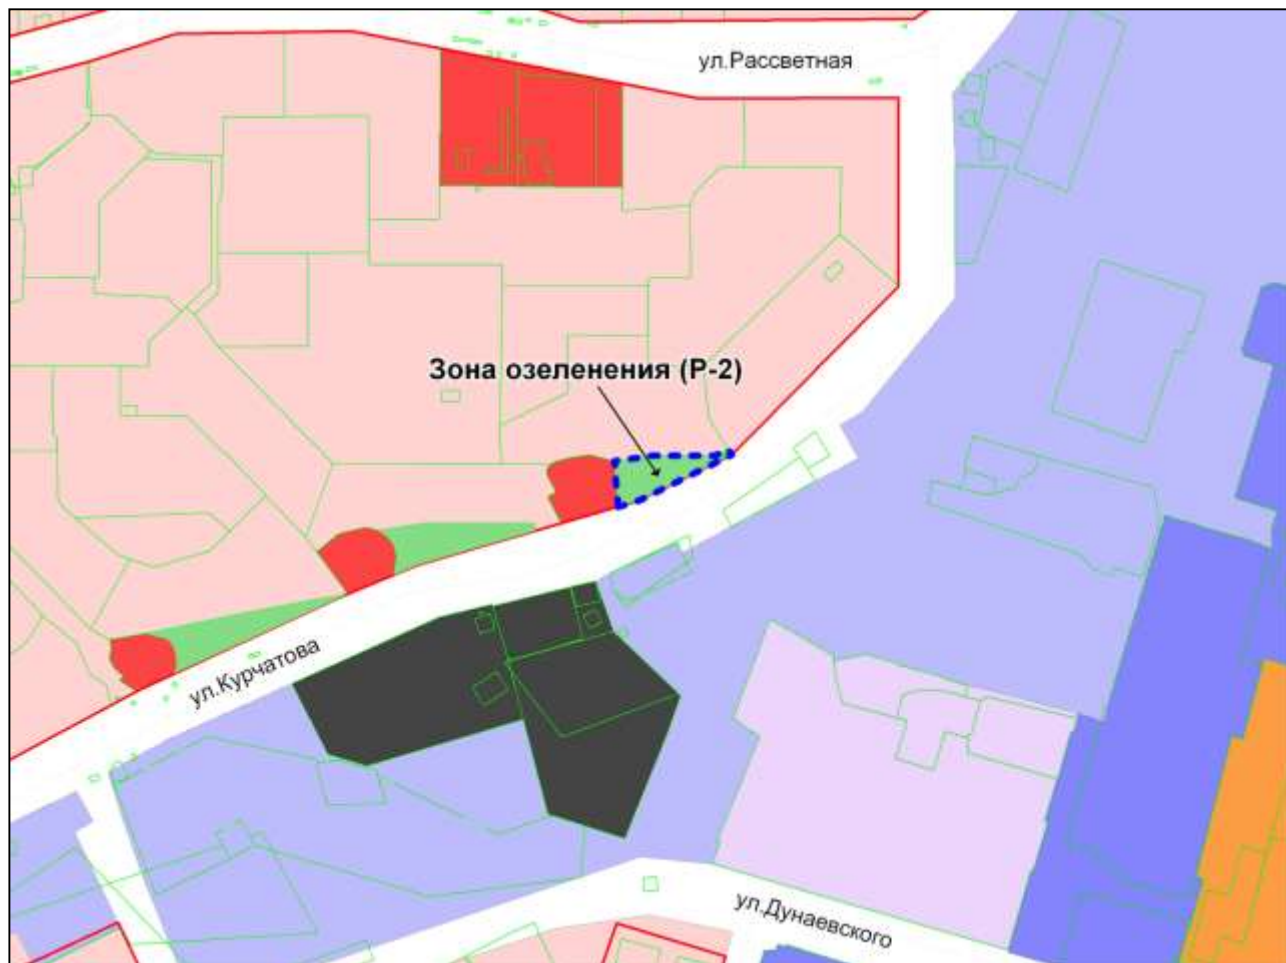 ул.Рассветная
Зона озеленения (Р-2)
ул.Курчатова
ул.Дунаевского